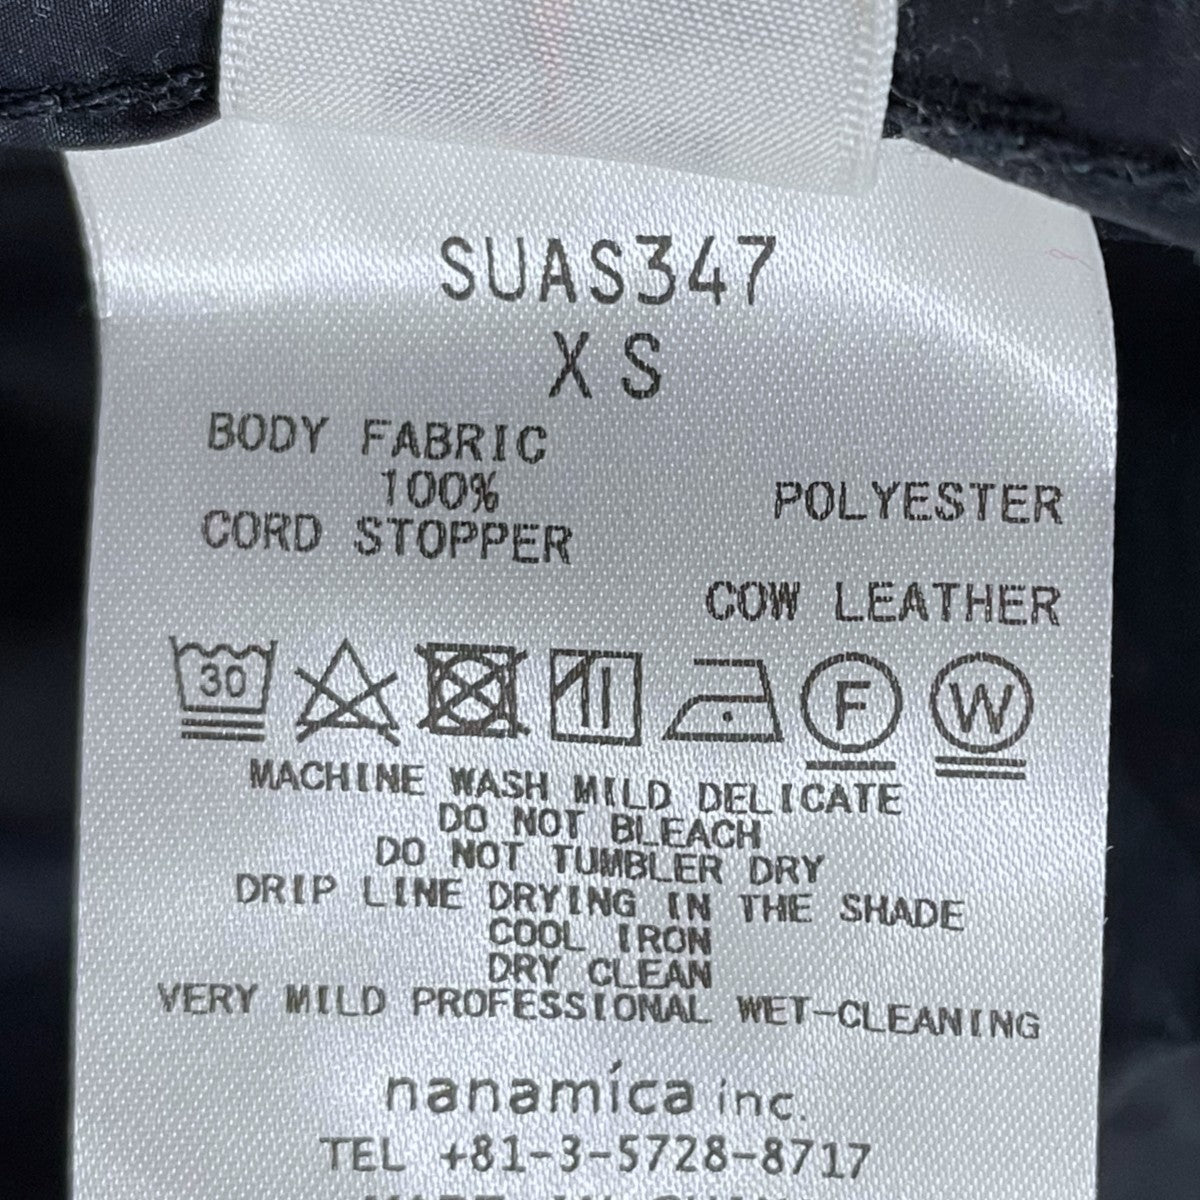 SUAS347
XS
BODY FABRIC
100% POLYESTER
CORD STOPPER
COW LEATHER
30 F W
MACHINE WASH MILD DELICATE
DO NOT BLEACH
DO NOT TUMBLER DRY
DRIP LINE DRYING IN THE SHADE
COOL IRON
DRY CLEAN
VERY MILD PROFESSIONAL WET-CLEANING
nanamica inc.
TEL +81-3-5728-8717